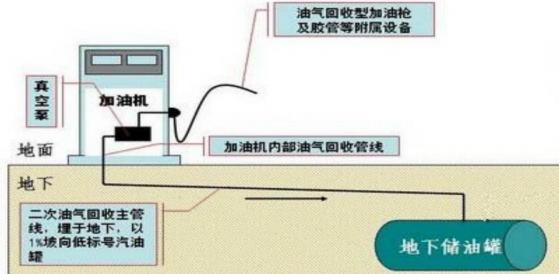 油气回收型加油枪
及胶管等附属设备
真
空
泵
加油机
地面
加油机内部油气回收管线
地下
二次油气回收主管
线，埋于地下，以
1%坡向低标号汽油
罐
地下储油罐